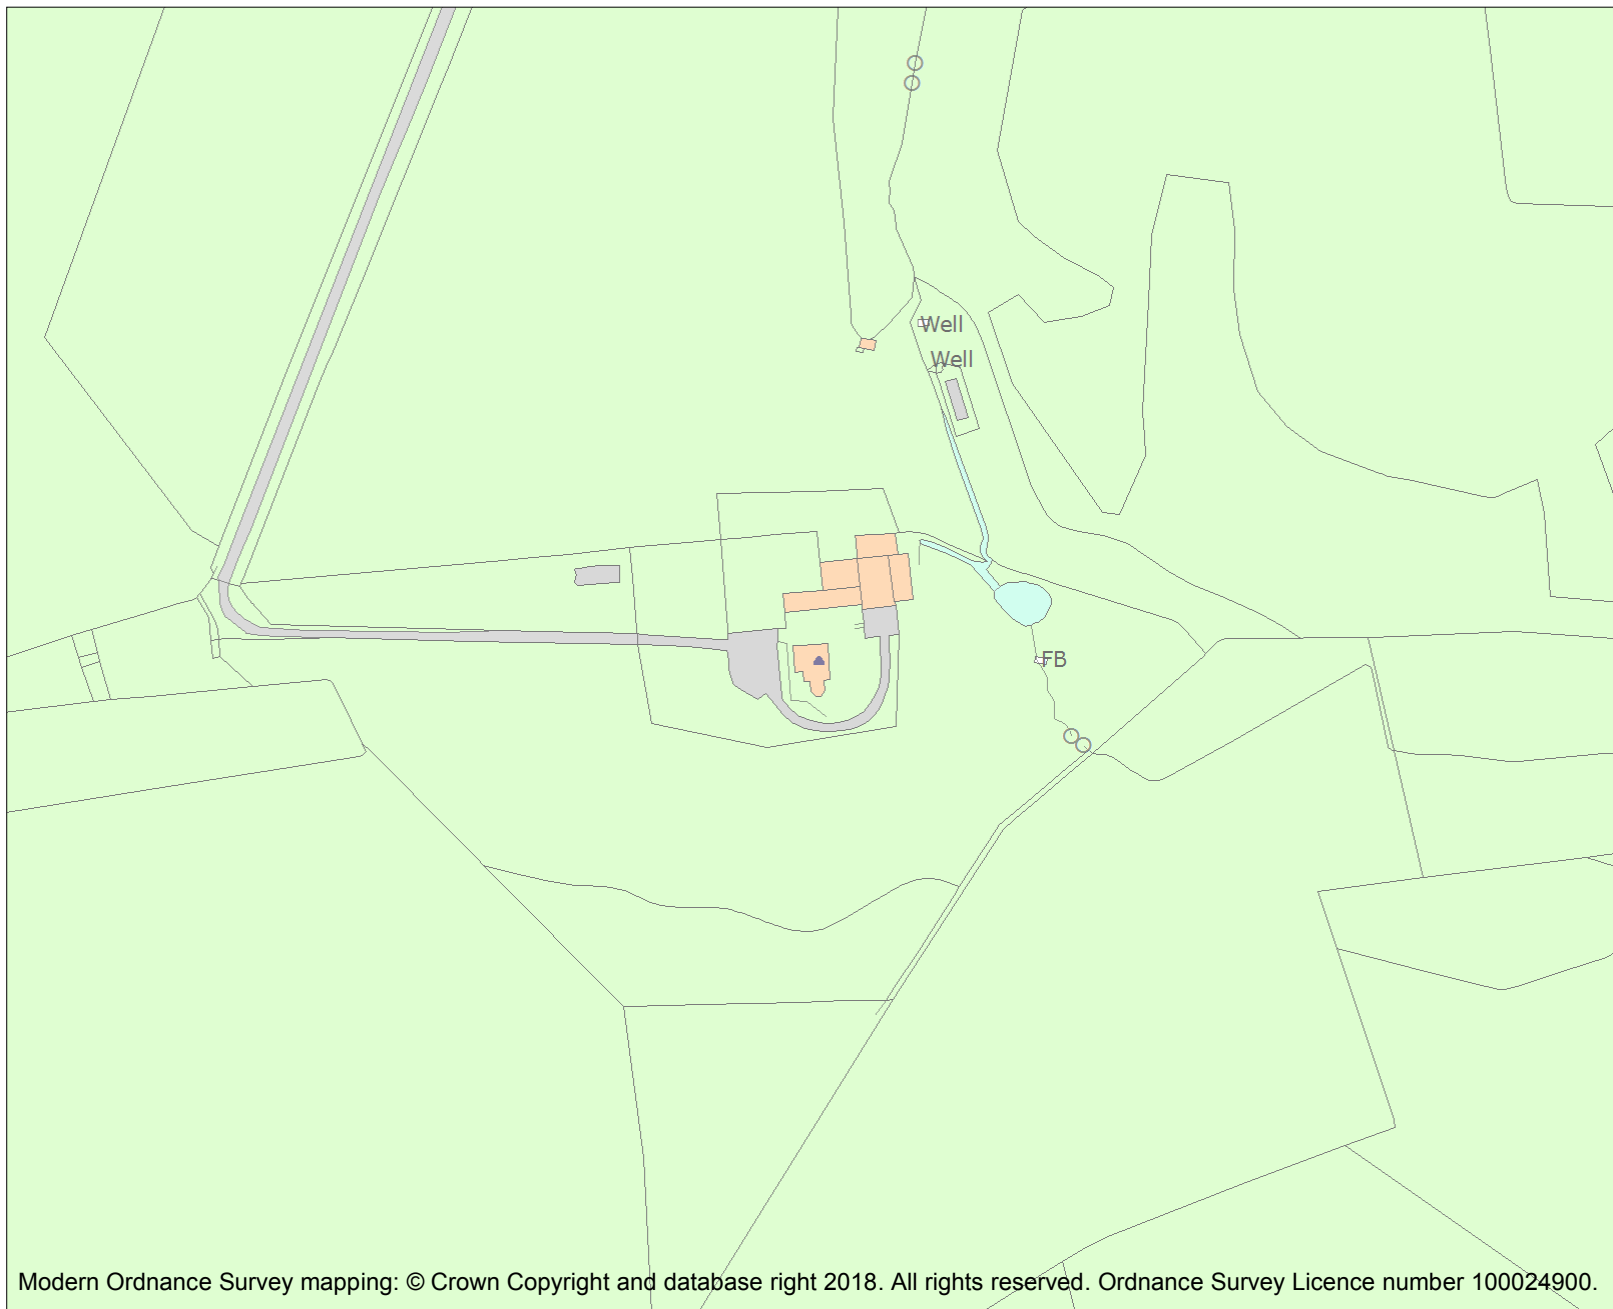 Well
Well
FB
Modern Ordnance Survey mapping: © Crown Copyright and database right 2018. All rights reserved. Ordnance Survey Licence number 100024900.